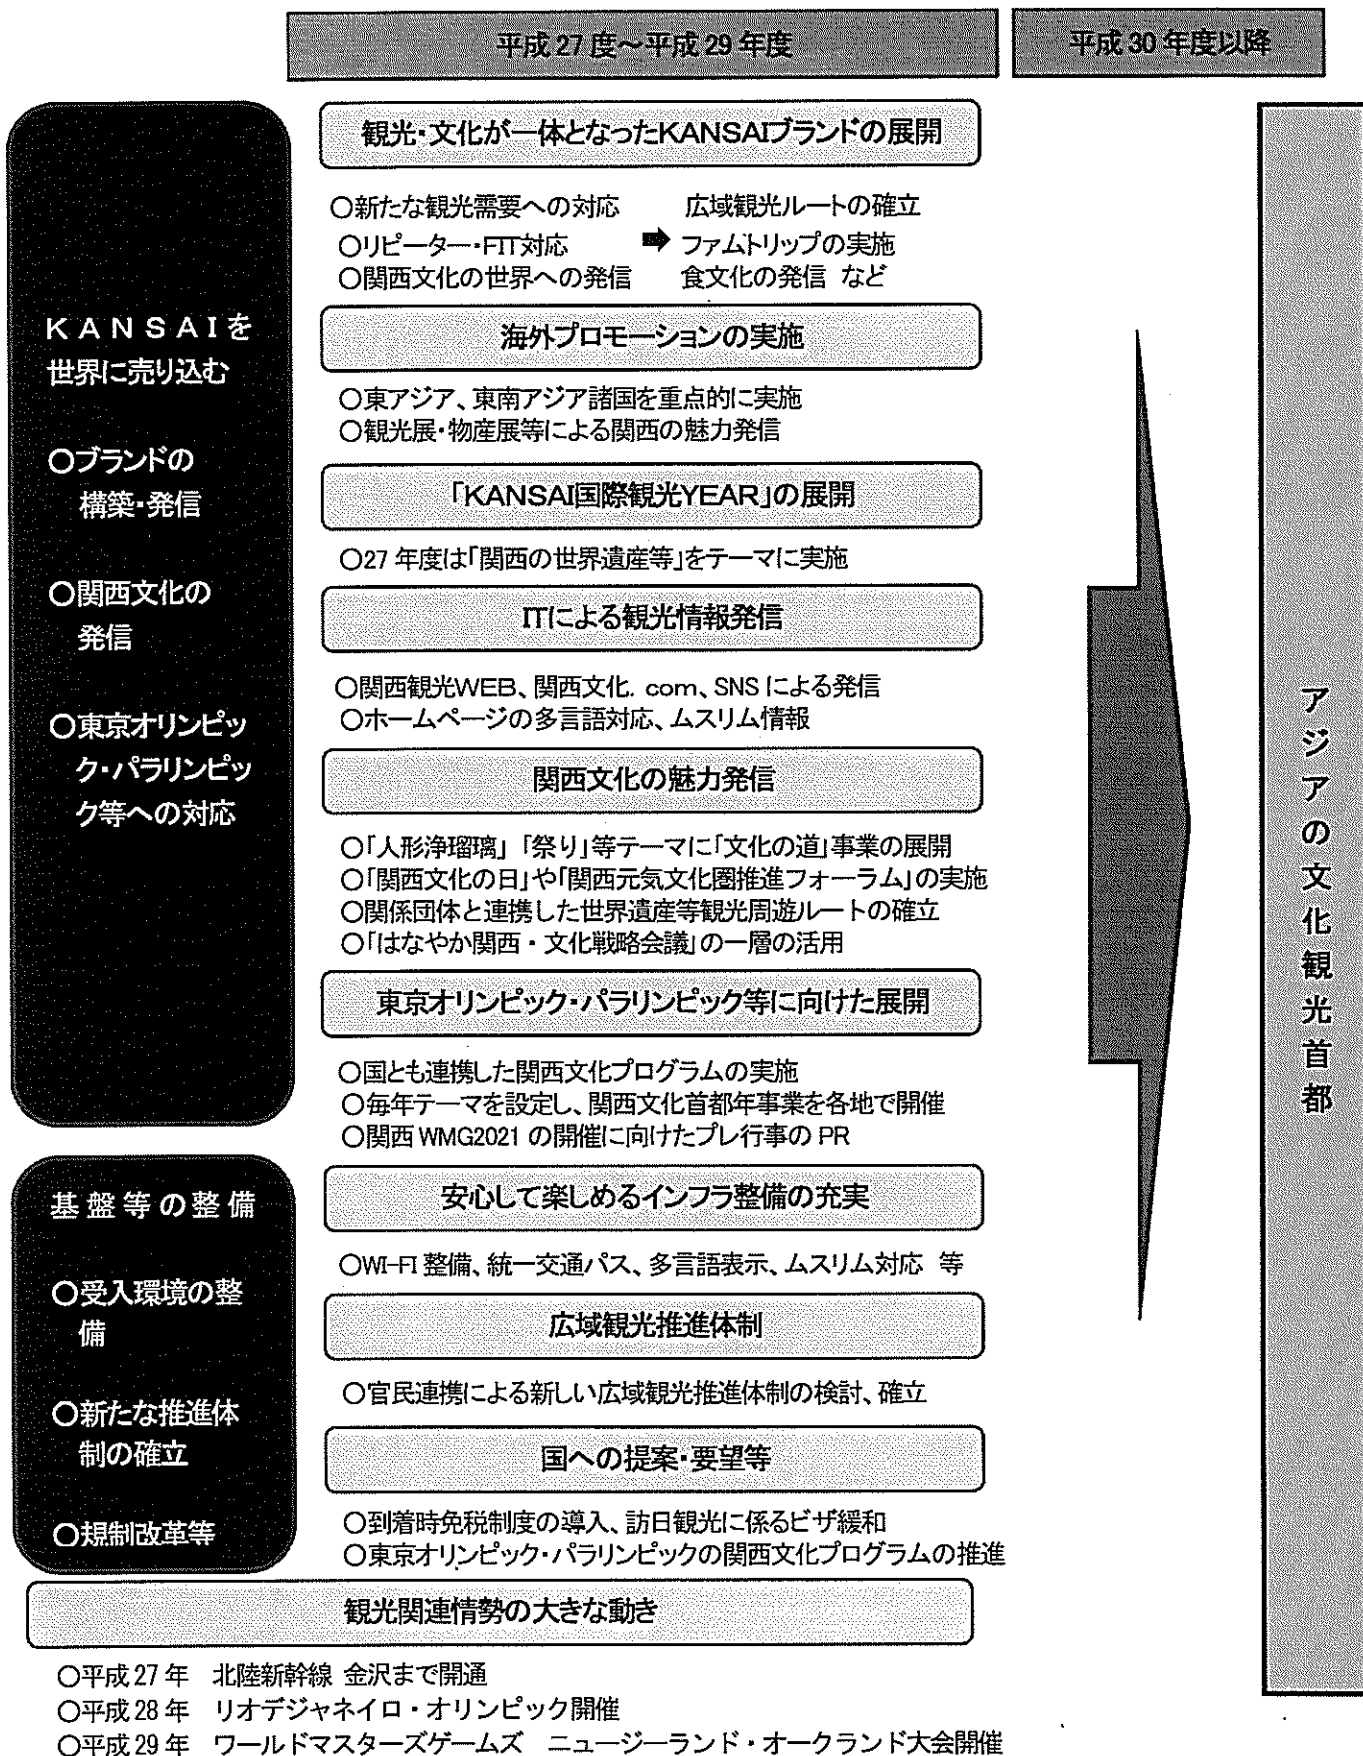 平成27度～平成29年度
平成30年度以降
KANSAIを
世界に売り込む
○ブランドの
構築・発信
○関西文化の
発信
○東京オリンピッ
ク・パラリンピッ
ク等への対応
観光・文化が一体となったKANSAIブランドの展開
○新たな観光需要への対応 広域観光ルートの確立
○リピーター・FIT対応 ➡ ファムトリップの実施
○関西文化の世界への発信 食文化の発信 など
海外プロモーションの実施
○東アジア、東南アジア諸国を重点的に実施
○観光展・物産展等による関西の魅力発信
「KANSAI国際観光YEAR」の展開
○27年度は「関西の世界遺産等」をテーマに実施
ITによる観光情報発信
○関西観光WEB、関西文化．com、SNSによる発信
○ホームページの多言語対応、ムスリム情報
関西文化の魅力発信
○「人形浄瑠璃」「祭り」等テーマに「文化の道」事業の展開
○「関西文化の日」や「関西元気文化圏推進フォーラム」の実施
○関係団体と連携した世界遺産等観光周遊ルートの確立
○「はなやか関西・文化戦略会議」の一層の活用
東京オリンピック・パラリンピック等に向けた展開
○国とも連携した関西文化プログラムの実施
○毎年テーマを設定し、関西文化首都年事業を各地で開催
○関西WMG2021の開催に向けたプレ行事のPR
基盤等の整備
○受入環境の整
備
○新たな推進体
制の確立
○規制改革等
安心して楽しめるインフラ整備の充実
○WI-FI整備、統一交通パス、多言語表示、ムスリム対応 等
広域観光推進体制
○官民連携による新しい広域観光推進体制の検討、確立
国への提案・要望等
○到着時免税制度の導入、訪日観光に係るビザ緩和
○東京オリンピック・パラリンピックの関西文化プログラムの推進
アジアの文化観光首都
観光関連情勢の大きな動き
○平成27年 北陸新幹線 金沢まで開通
○平成28年 リオデジャネイロ・オリンピック開催
○平成29年 ワールドマスターズゲームズ ニュージーランド・オークランド大会開催